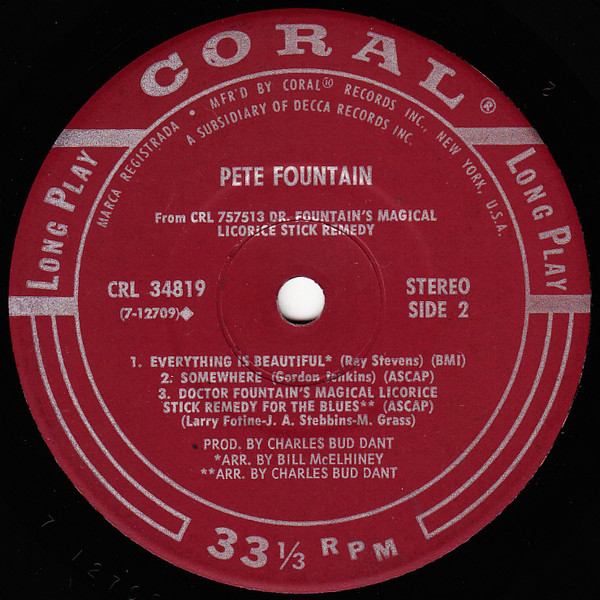 CORAL®
MARCA REGISTRADA • MFR'D BY CORAL® RECORDS INC., NEW YORK, U.S.A.
A SUBSIDIARY OF DECCA RECORDS INC.
LONG PLAY
LONG PLAY
PETE FOUNTAIN
From CRL 757513 DR. FOUNTAIN'S MAGICAL
LICORICE STICK REMEDY
CRL 34819
STEREO
(7-12709)◆
SIDE 2
1. EVERYTHING IS BEAUTIFUL* (Ray Stevens) (BMI)
2. SOMEWHERE (Gordon Jenkins) (ASCAP)
3. DOCTOR FOUNTAIN'S MAGICAL LICORICE
STICK REMEDY FOR THE BLUES** (ASCAP)
(Larry Fotine-J. A. Stebbins-M. Grass)
PROD. BY CHARLES BUD DANT
*ARR. BY BILL McELHINEY
**ARR. BY CHARLES BUD DANT
33 1/3 RPM